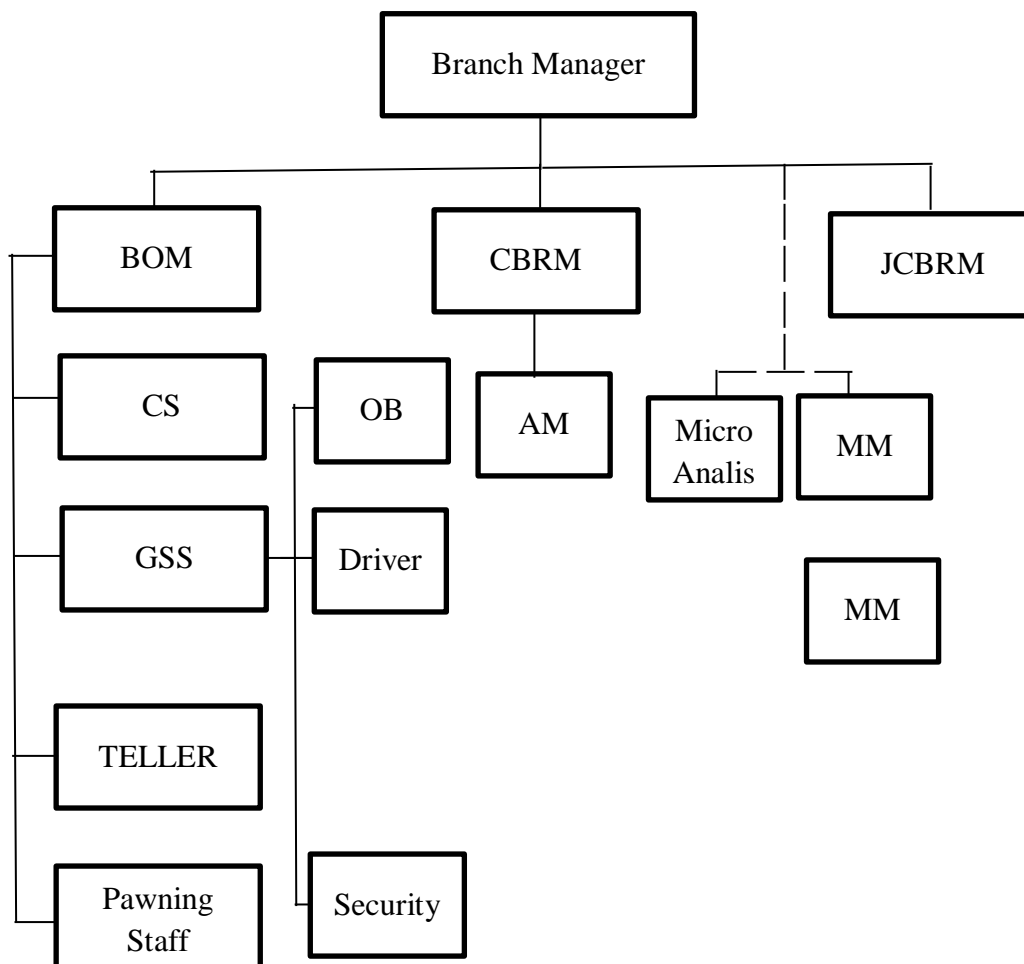 Branch Manager
BOM
CBRM
JCBRM
CS
OB
AM
Micro
Analis
MM
GSS
Driver
MM
TELLER
Pawning
Staff
Security